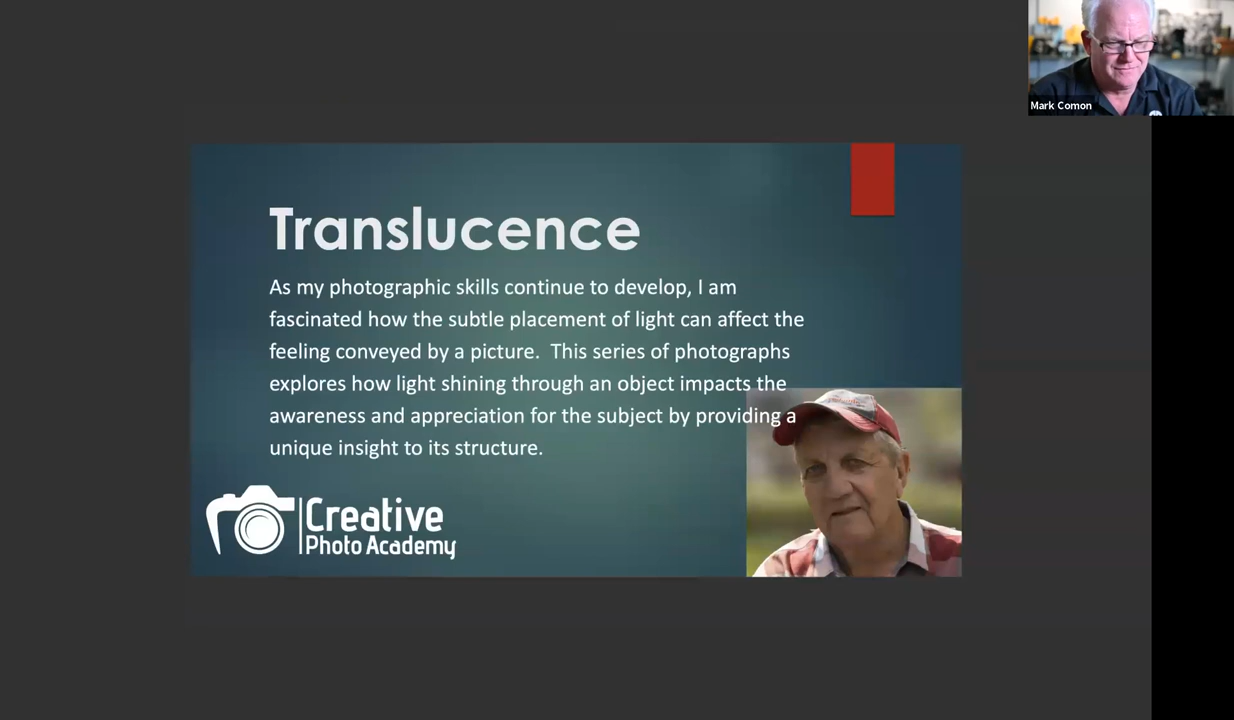 Mark Comon
Translucence
As my photographic skills continue to develop, I am
fascinated how the subtle placement of light can affect the
feeling conveyed by a picture.  This series of photographs
explores how light shining through an object impacts the
awareness and appreciation for the subject by providing a
unique insight to its structure.
Creative
Photo Academy